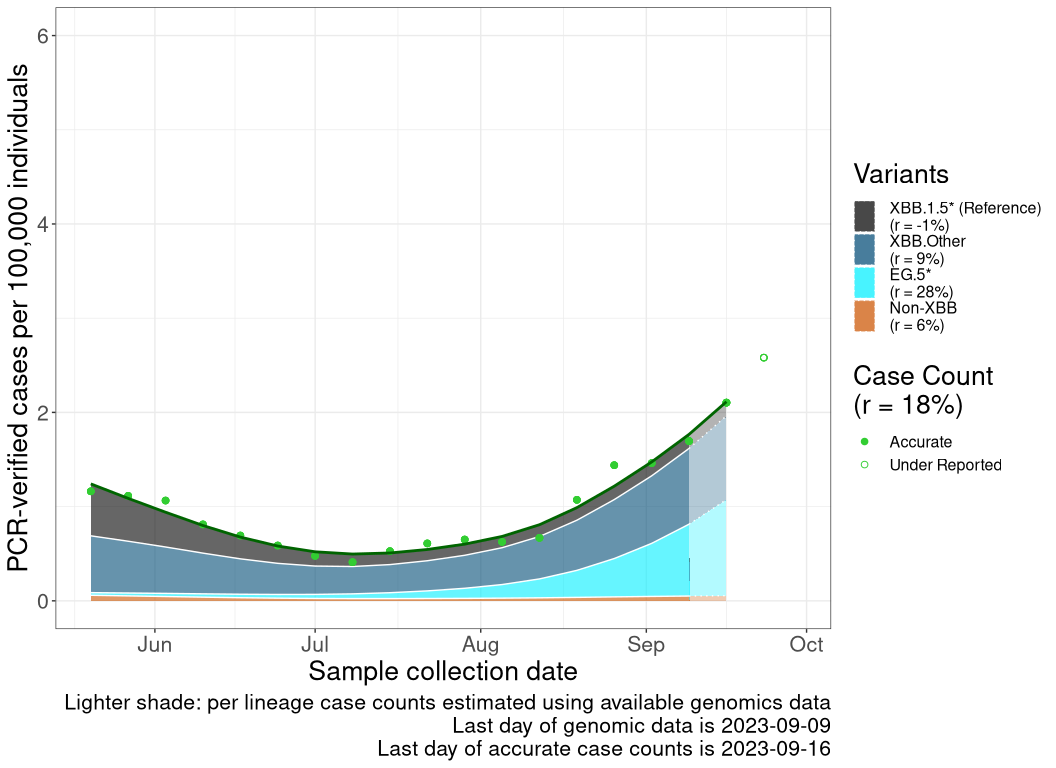 PCR-verified cases per 100,000 individuals
6
4
2
0
Jun Jul Aug Sep Oct
Sample collection date
Lighter shade: per lineage case counts estimated using available genomics data
Last day of genomic data is 2023-09-09
Last day of accurate case counts is 2023-09-16
Variants
XBB.1.5* (Reference)
(r = -1%)
XBB.Other
(r = 9%)
EG.5*
(r = 28%)
Non-XBB
(r = 6%)
Case Count
(r = 18%)
Accurate
Under Reported